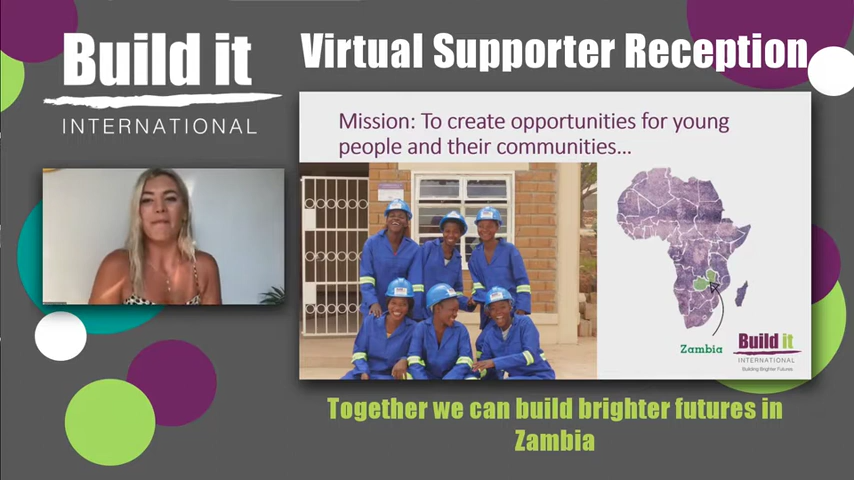 Build it
INTERNATIONAL
Virtual Supporter Reception
Mission: To create opportunities for young
people and their communities...
Zambia
Build it
INTERNATIONAL
Building Brighter Futures
Together we can build brighter futures in
Zambia